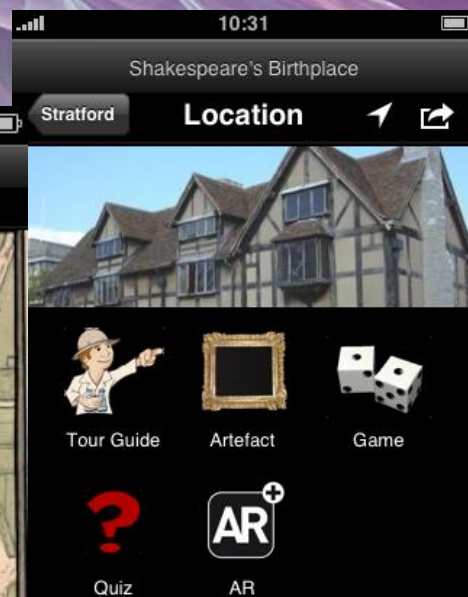 10:31
Shakespeare's Birthplace
Stratford Location
Tour Guide Artefact Game
Quiz AR
AR